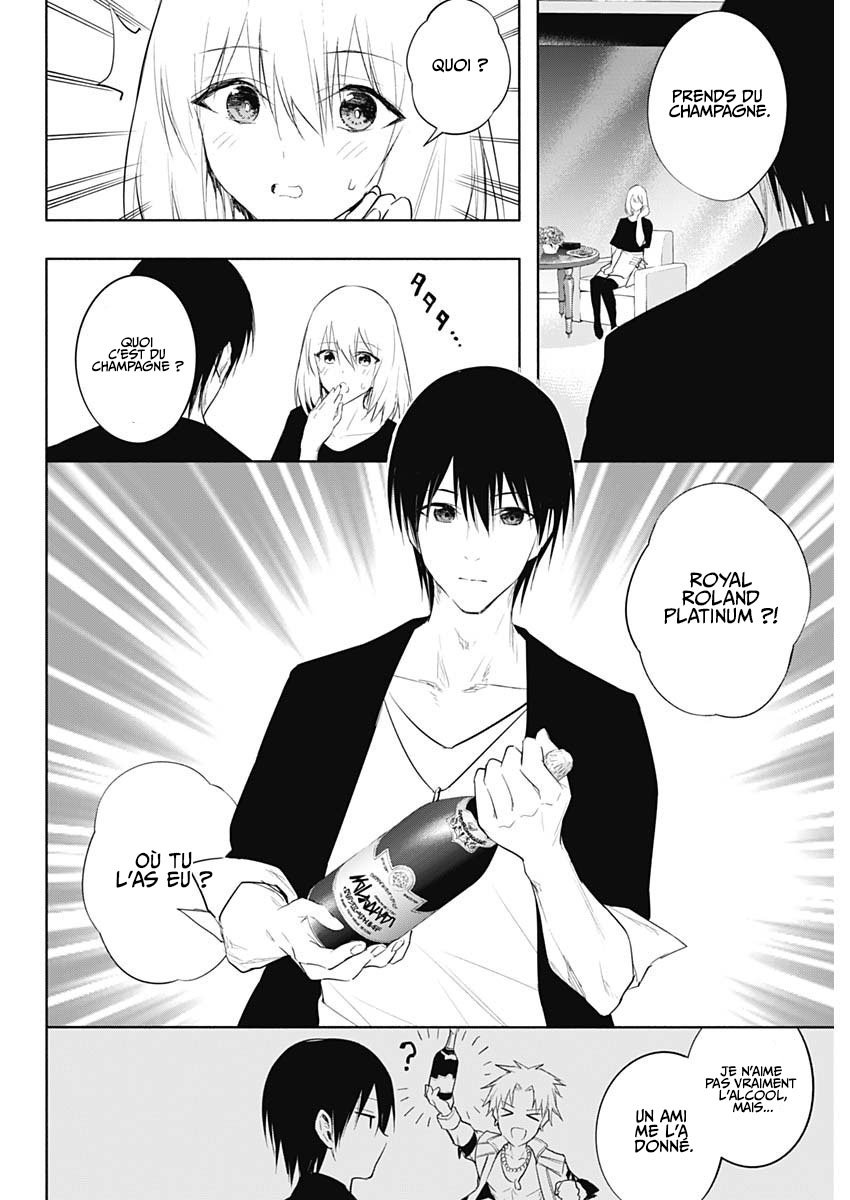 PRENDS DU
CHAMPAGNE.
QUOI ?
QUOI
C'EST DU
CHAMPAGNE ?
ROYAL
ROLAND
PLATINUM ?!
OÙ TU
L'AS EU ?
JE N'AIME
PAS VRAIMENT
L'ALCOOL,
MAIS...
UN AMI
ME L'A
DONNÉ.
?